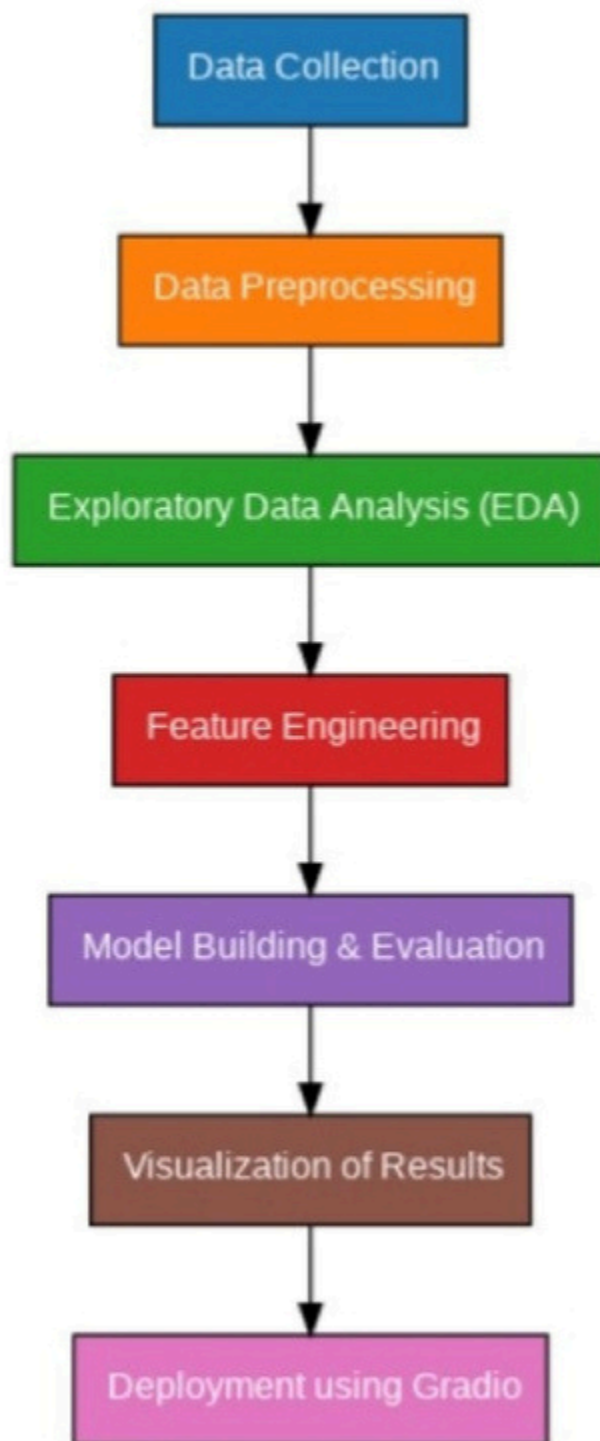 Data Collection
Data Preprocessing
Exploratory Data Analysis (EDA)
Feature Engineering
Model Building & Evaluation
Visualization of Results
Deployment using Gradio